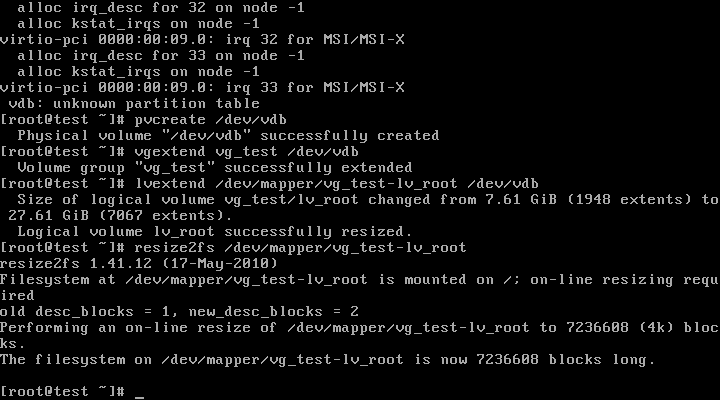 alloc irq_desc for 32 on node -1
alloc kstat_irqs on node -1
virtio-pci 0000:00:09.0: irq 32 for MSI/MSI-X
alloc irq_desc for 33 on node -1
alloc kstat_irqs on node -1
virtio-pci 0000:00:09.0: irq 33 for MSI/MSI-X
vdb: unknown partition table
[root@test ~]# pvcreate /dev/vdb
Physical volume "/dev/vdb" successfully created
[root@test ~]# vgextend vg_test /dev/vdb
Volume group "vg_test" successfully extended
[root@test ~]# lvextend /dev/mapper/vg_test-lv_root /dev/vdb
Size of logical volume vg_test/lv_root changed from 7.61 GiB (1948 extents) to
27.61 GiB (7067 extents).
Logical volume lv_root successfully resized.
[root@test ~]# resize2fs /dev/mapper/vg_test-lv_root
resize2fs 1.41.12 (17-May-2010)
Filesystem at /dev/mapper/vg_test-lv_root is mounted on /; on-line resizing requ
ired
old desc_blocks = 1, new_desc_blocks = 2
Performing an on-line resize of /dev/mapper/vg_test-lv_root to 7236608 (4k) bloc
ks.
The filesystem on /dev/mapper/vg_test-lv_root is now 7236608 blocks long.
[root@test ~]# _